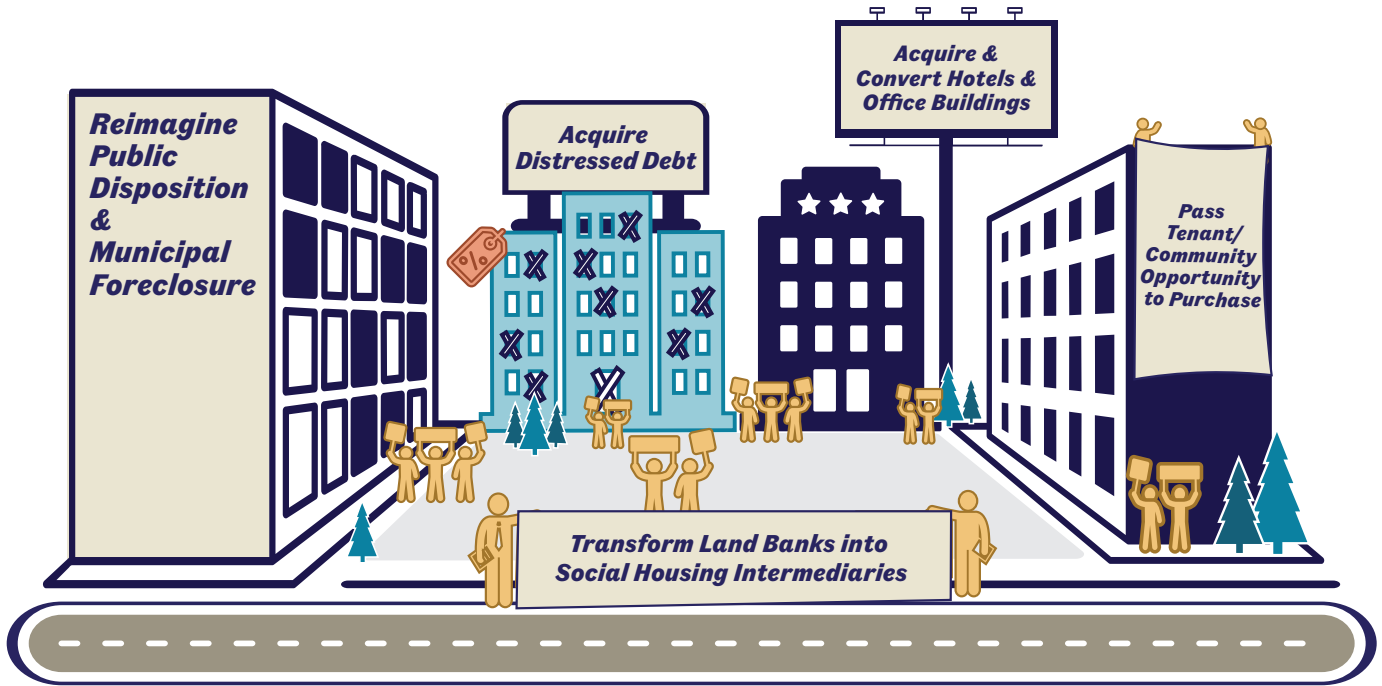 Reimagine
Public
Disposition
&
Municipal
Foreclosure
Acquire
Distressed Debt
%
Acquire &
Convert Hotels &
Office Buildings
Pass
Tenant/
Community
Opportunity
to Purchase
Transform Land Banks into
Social Housing Intermediaries